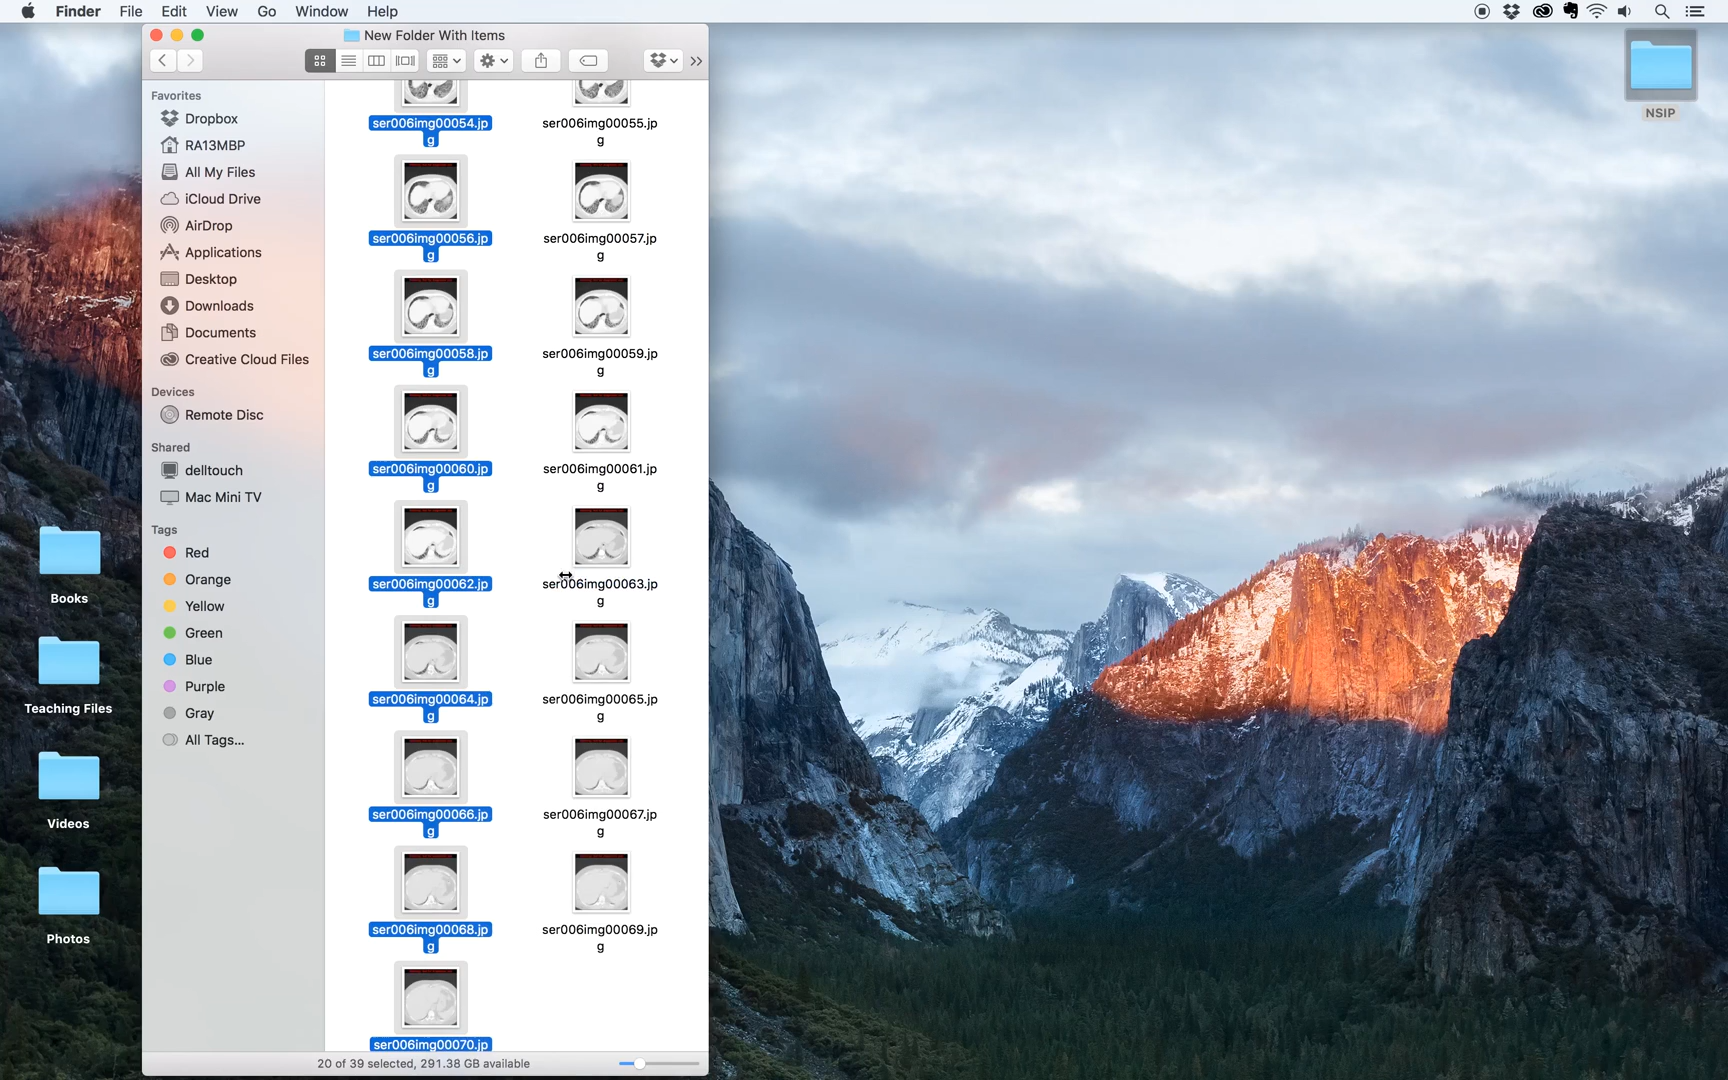 Finder File Edit View Go Window Help
New Folder With Items
NSIP
Favorites
Dropbox
RA13MBP
All My Files
iCloud Drive
AirDrop
Applications
Desktop
Downloads
Documents
Creative Cloud Files
Devices
Remote Disc
Shared
delltouch
Mac Mini TV
Tags
Red
Orange
Yellow
Green
Blue
Purple
Gray
All Tags...
ser006img00054.jp
g
ser006img00055.jp
g
ser006img00056.jp
g
ser006img00057.jp
g
ser006img00058.jp
g
ser006img00059.jp
g
ser006img00060.jp
g
ser006img00061.jp
g
ser006img00062.jp
g
ser006img00063.jp
g
ser006img00064.jp
g
ser006img00065.jp
g
ser006img00066.jp
g
ser006img00067.jp
g
ser006img00068.jp
g
ser006img00069.jp
g
ser006img00070.jp
20 of 39 selected, 291.38 GB available
Books
Teaching Files
Videos
Photos